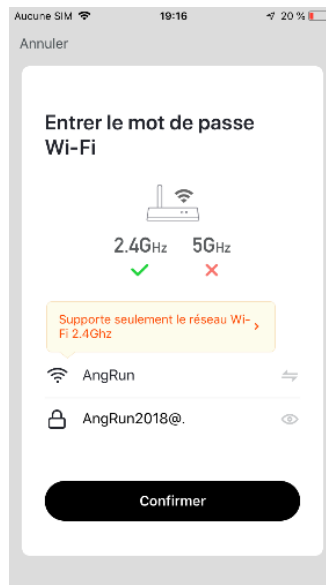 Aucune SIM 19:16 20 %
Annuler
Entrer le mot de passe
Wi-Fi
2.4GHz 5GHz
Supporte seulement le réseau Wi-
Fi 2.4Ghz
AngRun
AngRun2018@.
Confirmer